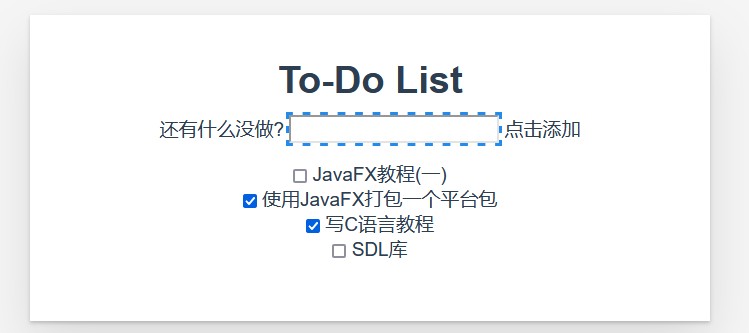 To-Do List
还有什么没做? 点击添加
JavaFX教程(一)
使用JavaFX打包一个平台包
写C语言教程
SDL库